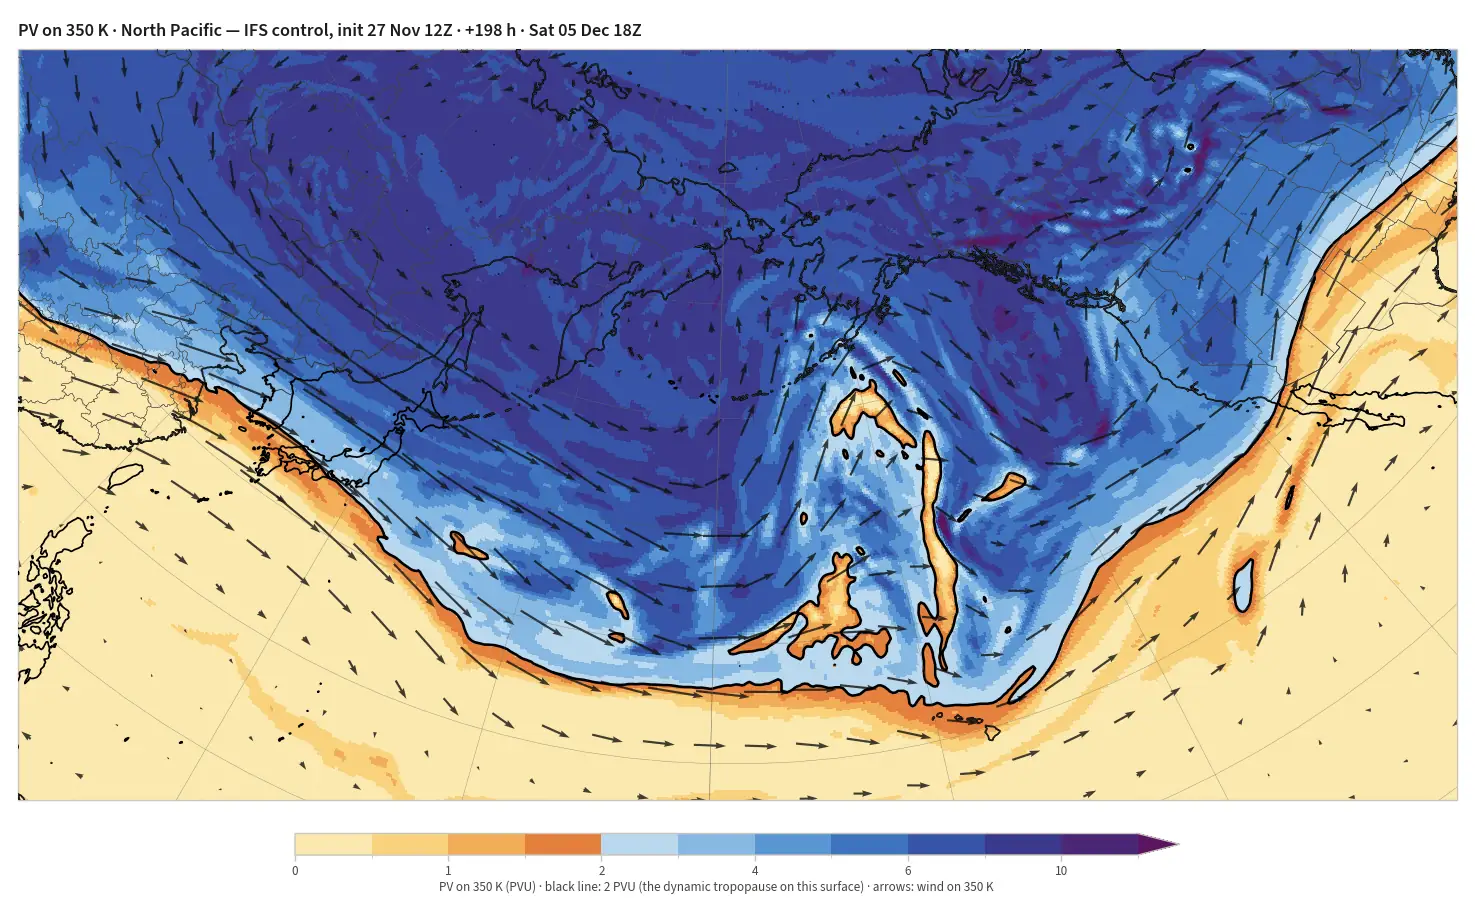 PV on 350 K · North Pacific — IFS control, init 27 Nov 12Z · +198 h · Sat 05 Dec 18Z
0 1 2 4 6 10
PV on 350 K (PVU) · black line: 2 PVU (the dynamic tropopause on this surface) · arrows: wind on 350 K